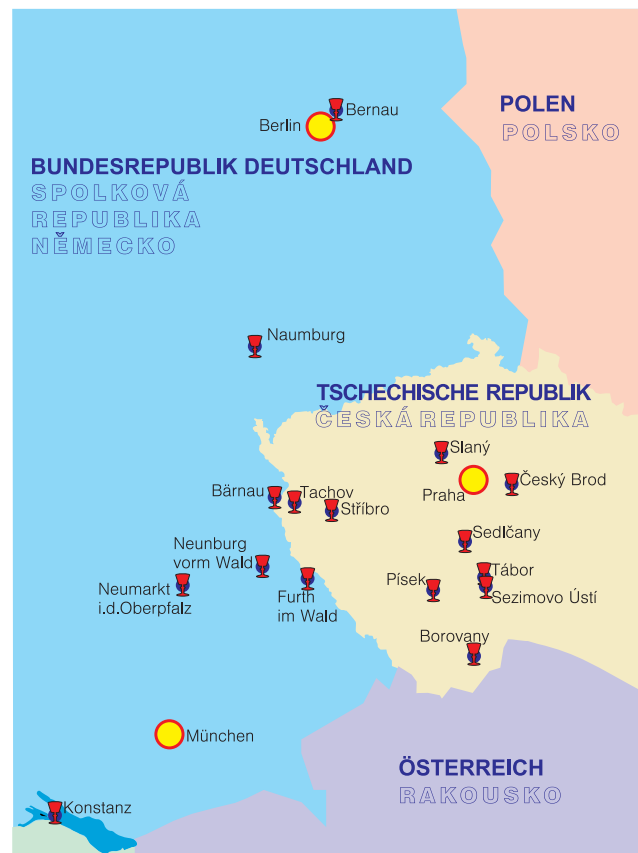 Bernau
Berlin
POLEN
POLSKO
BUNDESREPUBLIK DEUTSCHLAND
SPOLKOVÁ
REPUBLIKA
NĚMECKO
Naumburg
TSCHECHISCHE REPUBLIK
ČESKÁ REPUBLIKA
Slaný
Praha
Český Brod
Bärnau
Tachov
Stříbro
Sedlčany
Neunburg
vorm Wald
Neumarkt
i.d.Oberpfalz
Furth
im Wald
Písek
Tábor
Sezimovo Ústí
Borovany
München
ÖSTERREICH
RAKOUSKO
Konstanz